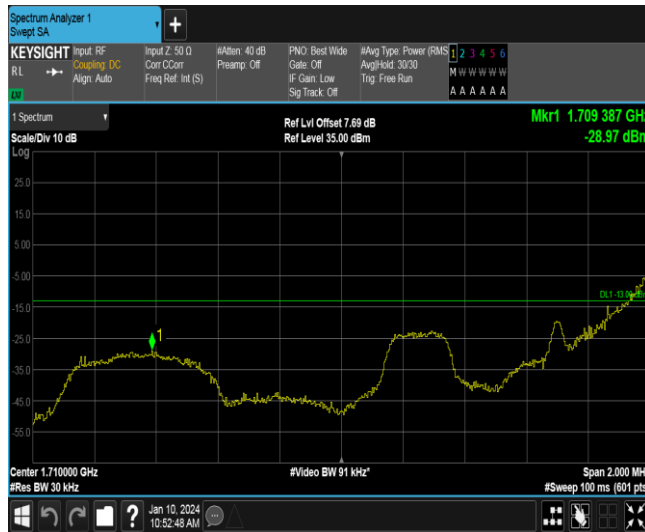 Spectrum Analyzer 1
Swept SA
+
KEYSIGHT
RL
Input: RF
Coupling: DC
Align: Auto
Input Z: 50 Ω
Corr CCorr
Freq Ref: Int (S)
#Atten: 40 dB
Preamp: Off
PNO: Best Wide
Gate: Off
IF Gain: Low
Sig Track: Off
#Avg Type: Power (RMS
Avg|Hold: 30/30
Trig: Free Run
1 2 3 4 5 6
M W W W W W
A A A A A A
1 Spectrum
Scale/Div 10 dB
Log
Ref Lvl Offset 7.69 dB
Ref Level 35.00 dBm
Mkr1 1.709 387 GHz
-28.97 dBm
25.0
15.0
5.00
-5.00
-15.0
-25.0
-35.0
-45.0
-55.0
DL1 -13.00 dBm
1
Center 1.710000 GHz
#Res BW 30 kHz
#Video BW 91 kHz*
Span 2.000 MH
#Sweep 100 ms (601 pts
?
Jan 10, 2024
10:52:48 AM